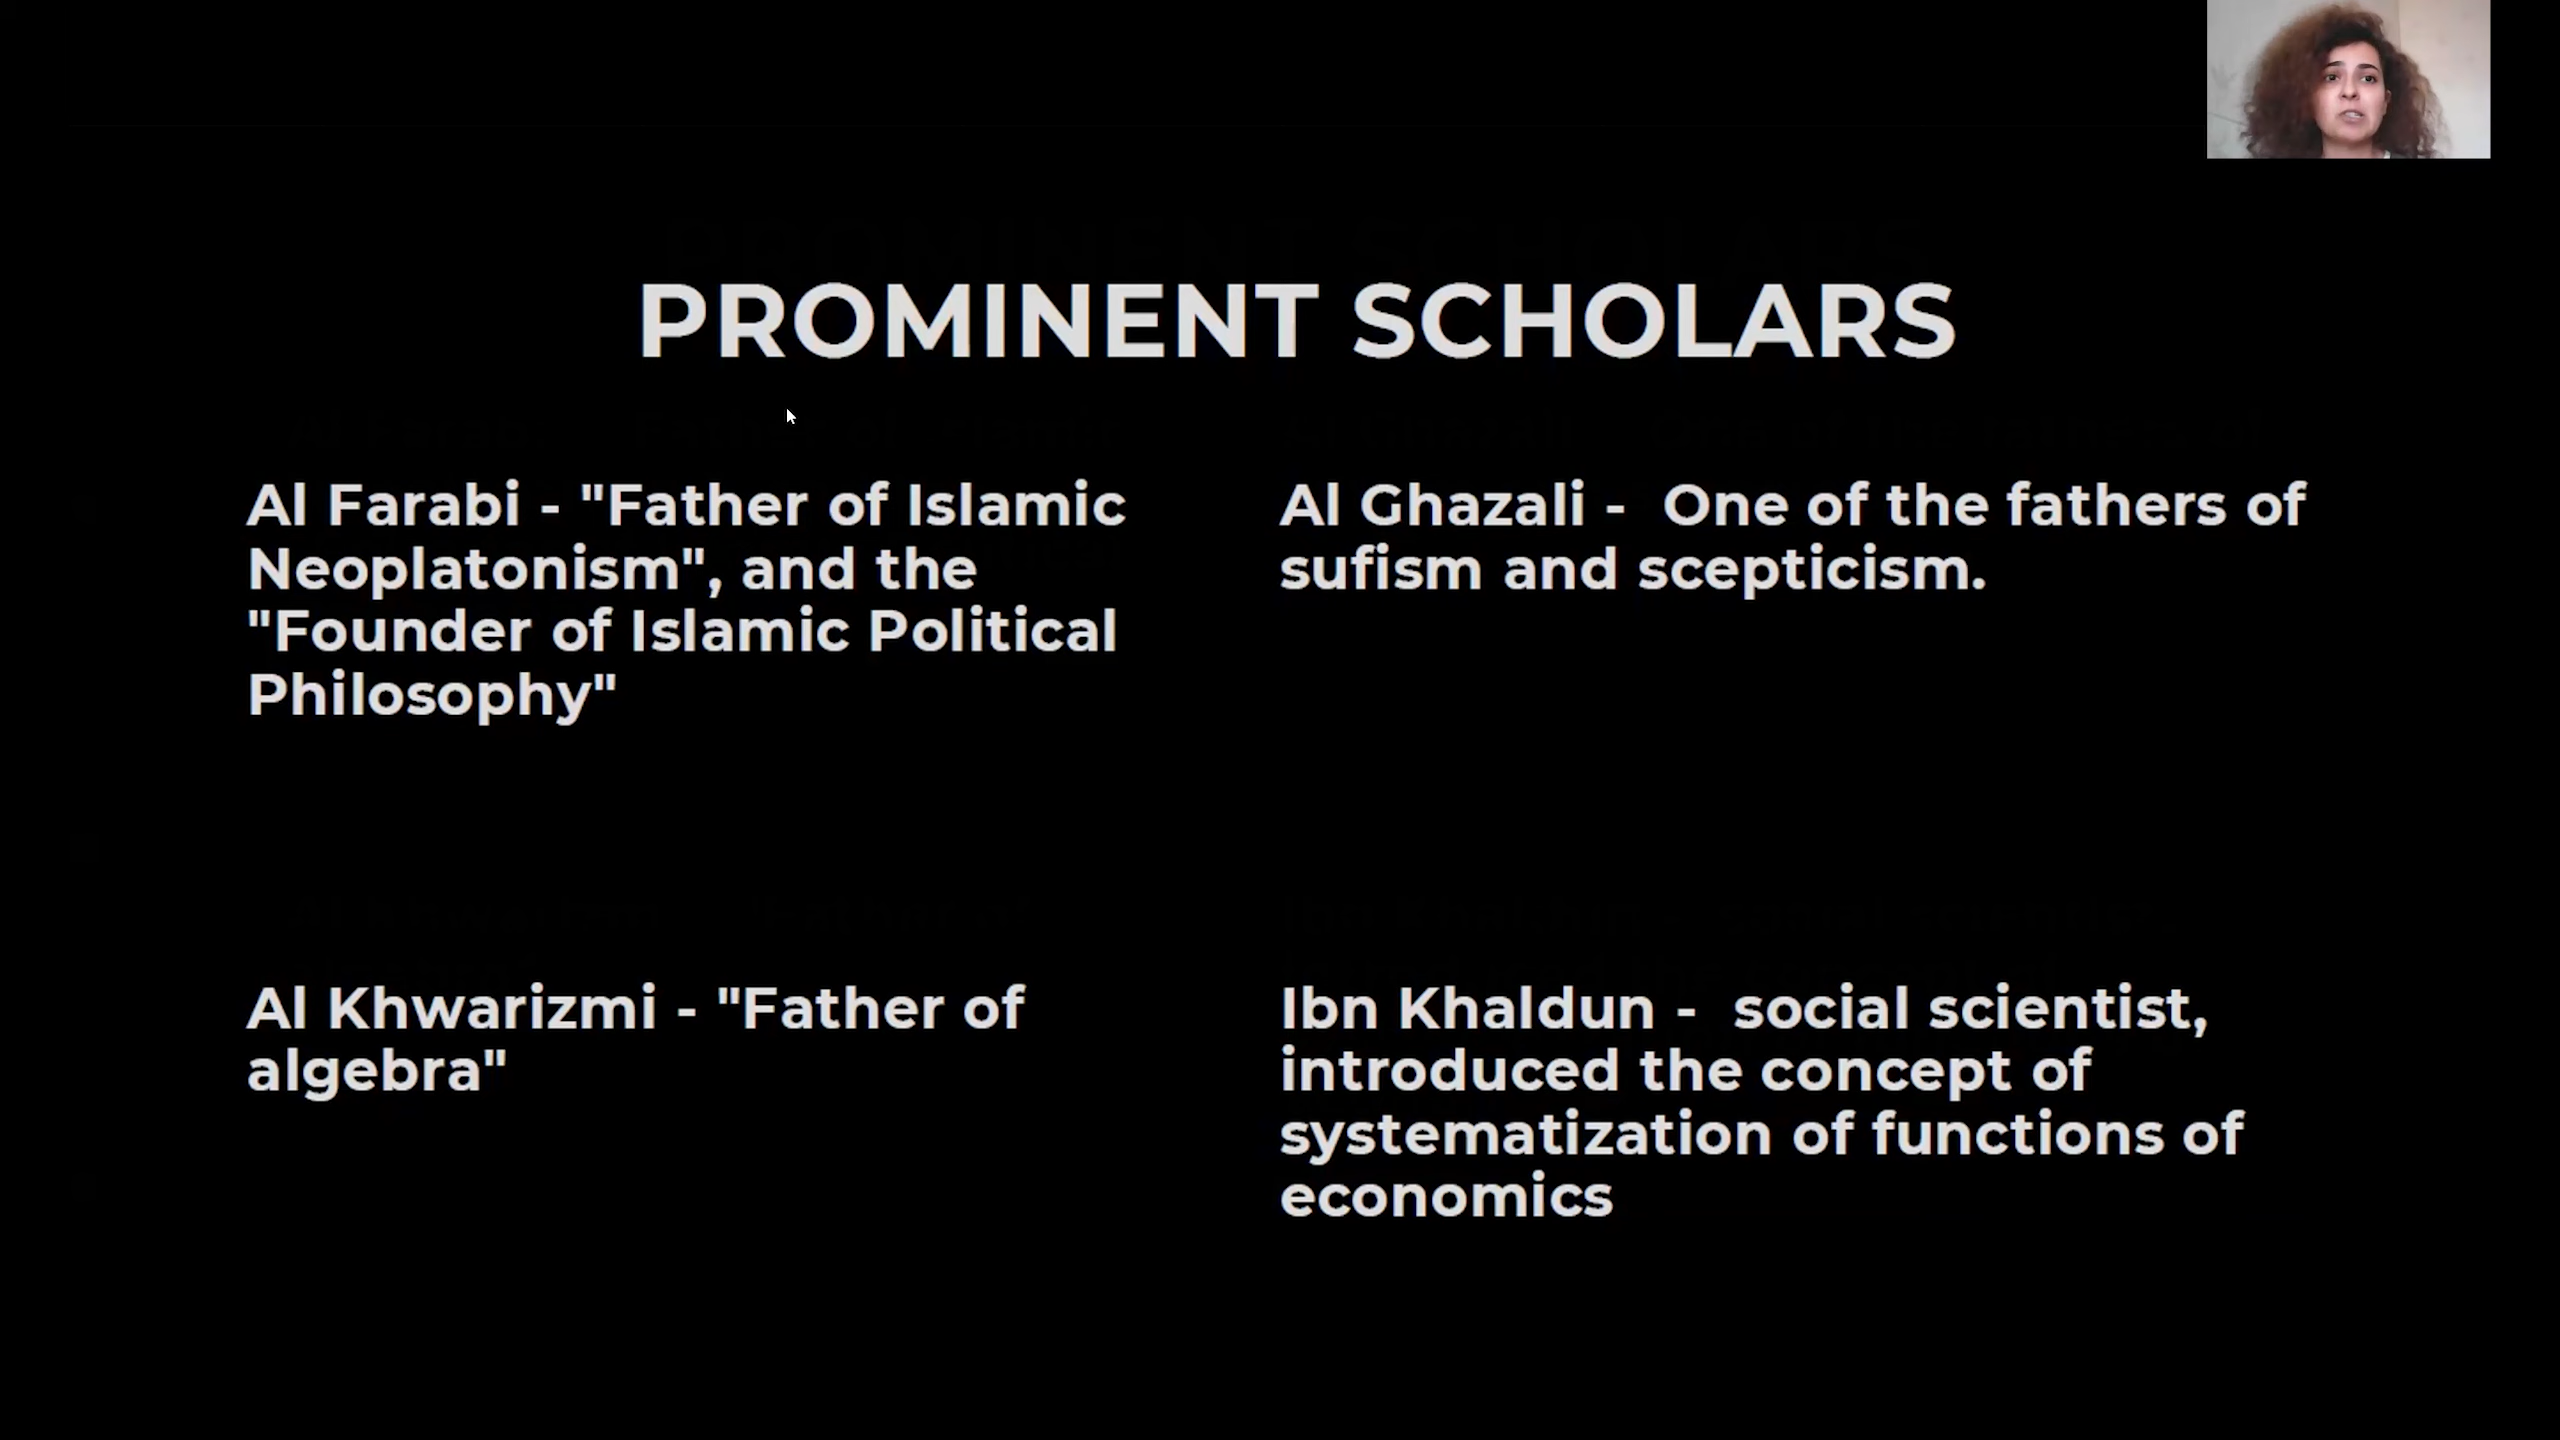 PROMINENT SCHOLARS
Al Farabi - "Father of Islamic
Neoplatonism", and the
"Founder of Islamic Political
Philosophy"
Al Ghazali - One of the fathers of
sufism and scepticism.
Al Khwarizmi - "Father of
algebra"
Ibn Khaldun - social scientist,
introduced the concept of
systematization of functions of
economics